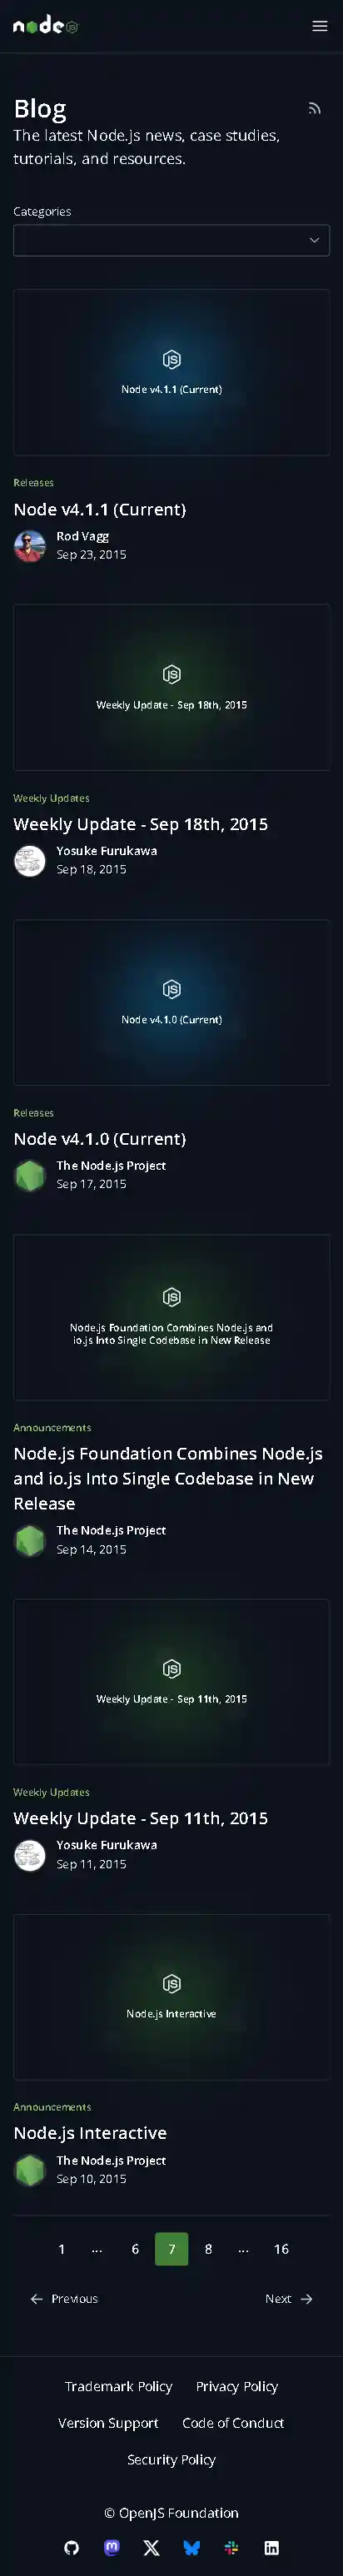 node
JS
Blog
The latest Node.js news, case studies,
tutorials, and resources.
Categories
JS
Node v4.1.1 (Current)
Releases
Node v4.1.1 (Current)
Rod Vagg
Sep 23, 2015
JS
Weekly Update - Sep 18th, 2015
Weekly Updates
Weekly Update - Sep 18th, 2015
Yosuke Furukawa
Sep 18, 2015
JS
Node v4.1.0 (Current)
Releases
Node v4.1.0 (Current)
The Node.js Project
Sep 17, 2015
JS
Node.js Foundation Combines Node.js and
io.js Into Single Codebase in New Release
Announcements
Node.js Foundation Combines Node.js
and io.js Into Single Codebase in New
Release
The Node.js Project
Sep 14, 2015
JS
Weekly Update - Sep 11th, 2015
Weekly Updates
Weekly Update - Sep 11th, 2015
Yosuke Furukawa
Sep 11, 2015
JS
Node.js Interactive
Announcements
Node.js Interactive
The Node.js Project
Sep 10, 2015
1 ... 6 7 8 ... 16
Previous Next
Trademark Policy Privacy Policy
Version Support Code of Conduct
Security Policy
© OpenJS Foundation